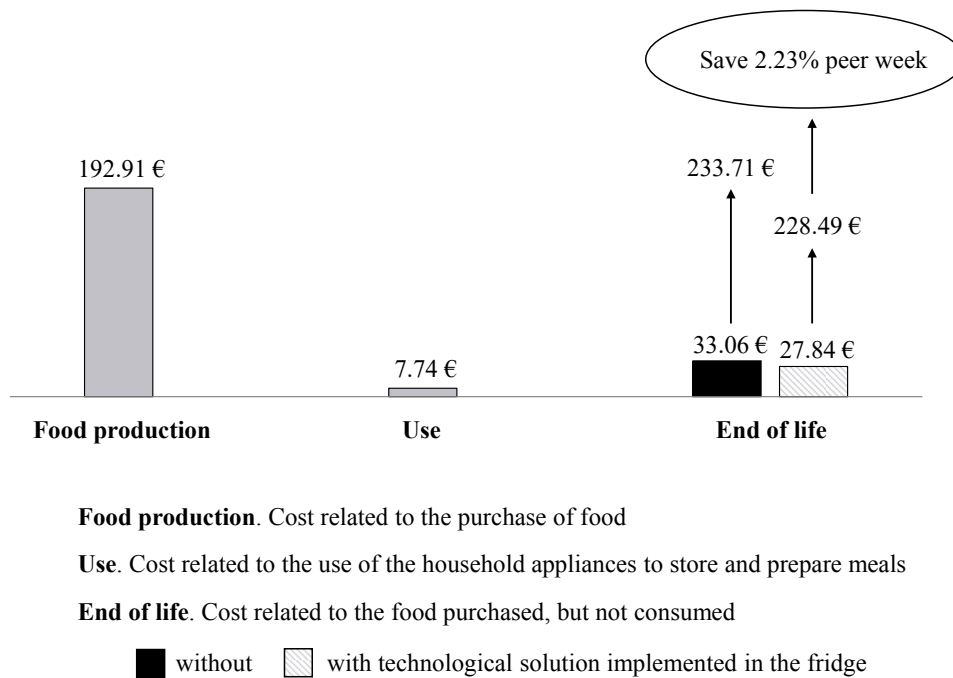 Save 2.23% peer week
192.91 €
233.71 €
228.49 €
7.74 €
33.06 €
27.84 €
Food production
Use
End of life
Food production. Cost related to the purchase of food
Use. Cost related to the use of the household appliances to store and prepare meals
End of life. Cost related to the food purchased, but not consumed
without
with technological solution implemented in the fridge